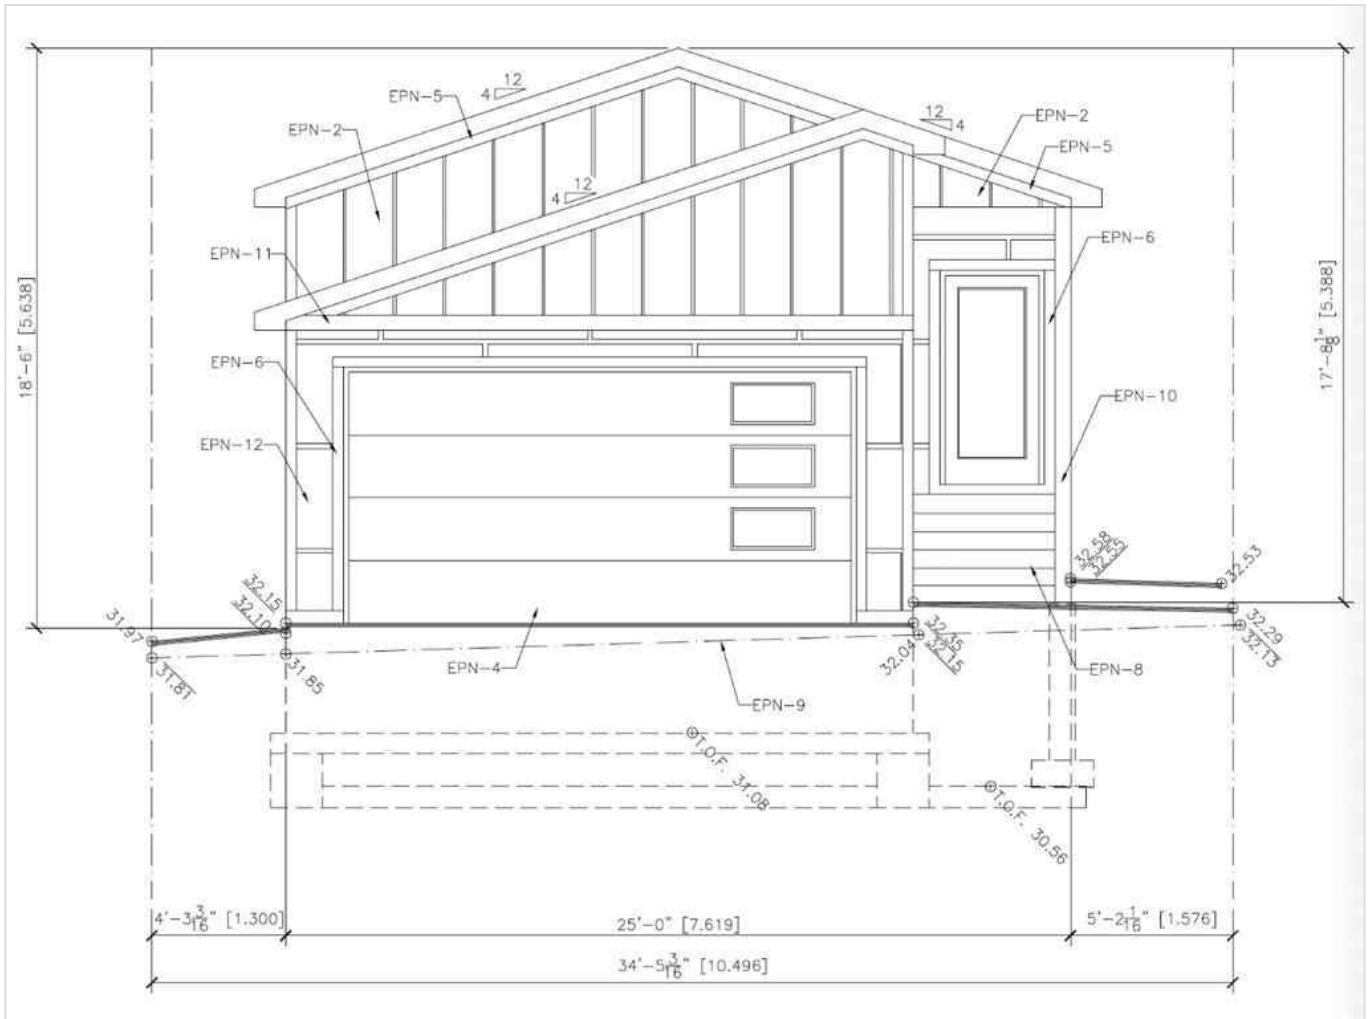 12
4
EPN-5
EPN-2
12
4
EPN-2
EPN-5
12
4
EPN-11
EPN-6
18'-6" [5.638]
17'-8 1/8" [5.388]
EPN-6
EPN-10
EPN-12
32.58
32.55
32.53
32.15
32.10
31.97
31.81
31.85
EPN-4
EPN-9
32.04
32.35
32.15
EPN-8
32.29
32.13
T.O.F. 31.08
T.O.F. 30.56
4'-3 3/16" [1.300]
25'-0" [7.619]
5'-2 1/16" [1.576]
34'-5 3/16" [10.496]